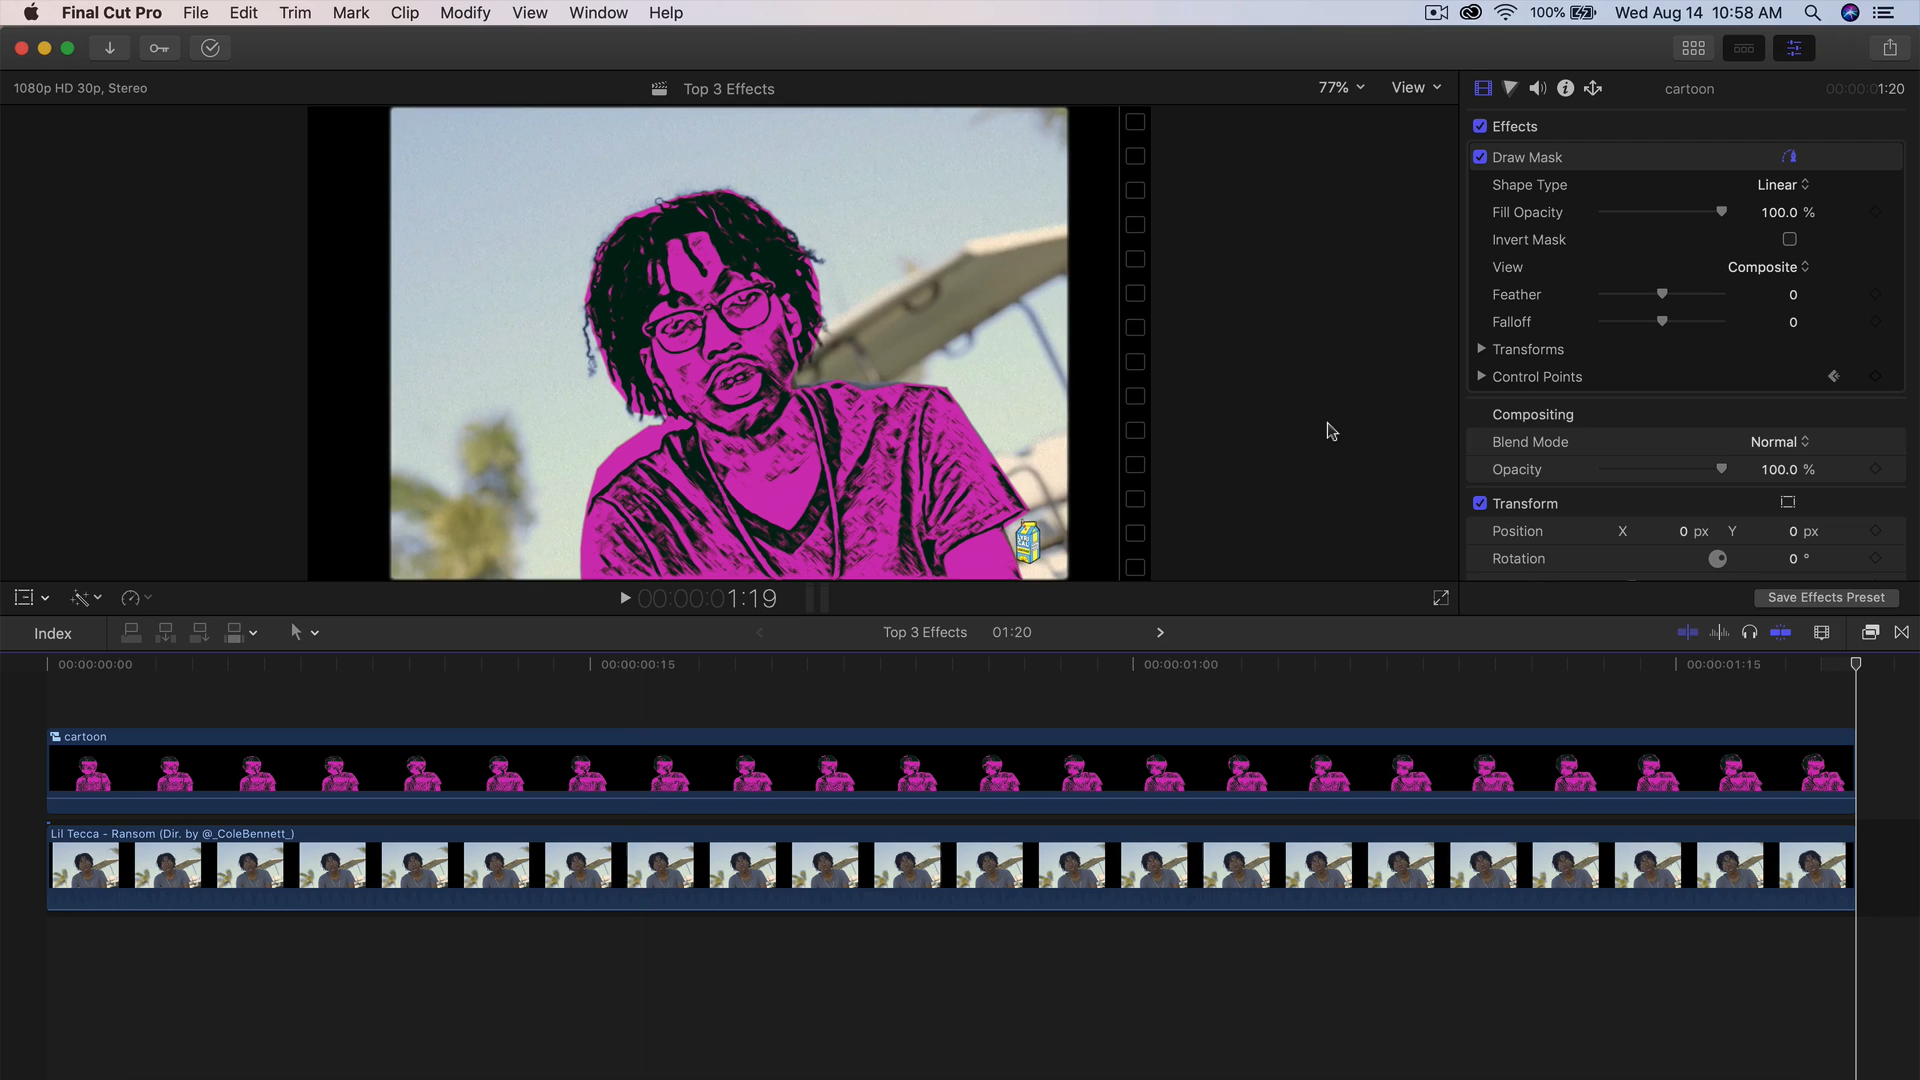 Final Cut Pro File Edit Trim Mark Clip Modify View Window Help 100% Wed Aug 14 10:58 AM
1080p HD 30p, Stereo Top 3 Effects 77% View cartoon 00:00:00:01:20
Effects
Draw Mask
Shape Type Linear
Fill Opacity 100.0 %
Invert Mask
View Composite
Feather 0
Falloff 0
Transforms
Control Points
Compositing
Blend Mode Normal
Opacity 100.0 %
Transform
Position X 0 px Y 0 px
Rotation 0 °
LYRICAL
00:00:01:19 Save Effects Preset
Index Top 3 Effects 01:20
00:00:00:00 00:00:00:15 00:00:01:00 00:00:01:15
cartoon
Lil Tecca - Ransom (Dir. by @_ColeBennett_)